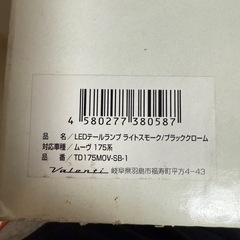 4 580277 380587
品 名／LEDテールランプ ライトスモーク/ブラッククローム
対応車種／ムーヴ 175系
品 番／TD175MOV-SB-1
Valenti 岐阜県羽島市福寿町平方4-43